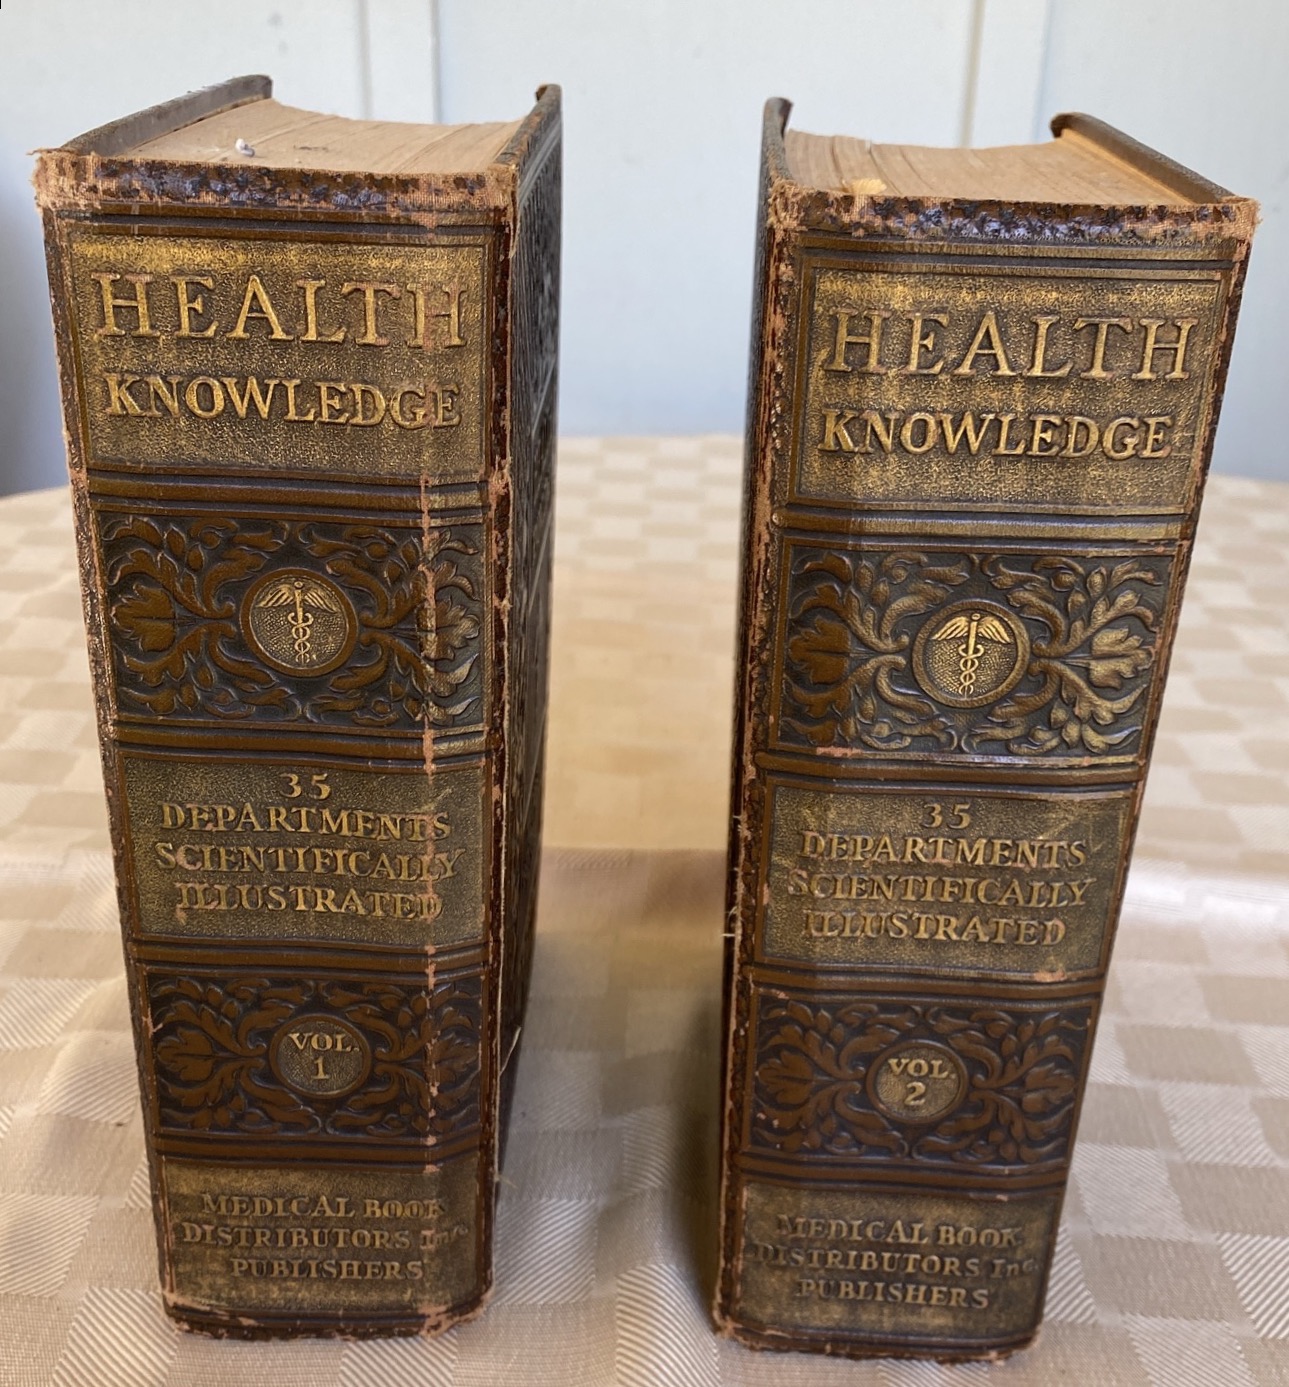 HEALTH
KNOWLEDGE
35
DEPARTMENTS
SCIENTIFICALLY
ILLUSTRATED
VOL.
1
MEDICAL BOOK
DISTRIBUTORS Inc.
PUBLISHERS
HEALTH
KNOWLEDGE
35
DEPARTMENTS
SCIENTIFICALLY
ILLUSTRATED
VOL.
2
MEDICAL BOOK
DISTRIBUTORS Inc.
PUBLISHERS